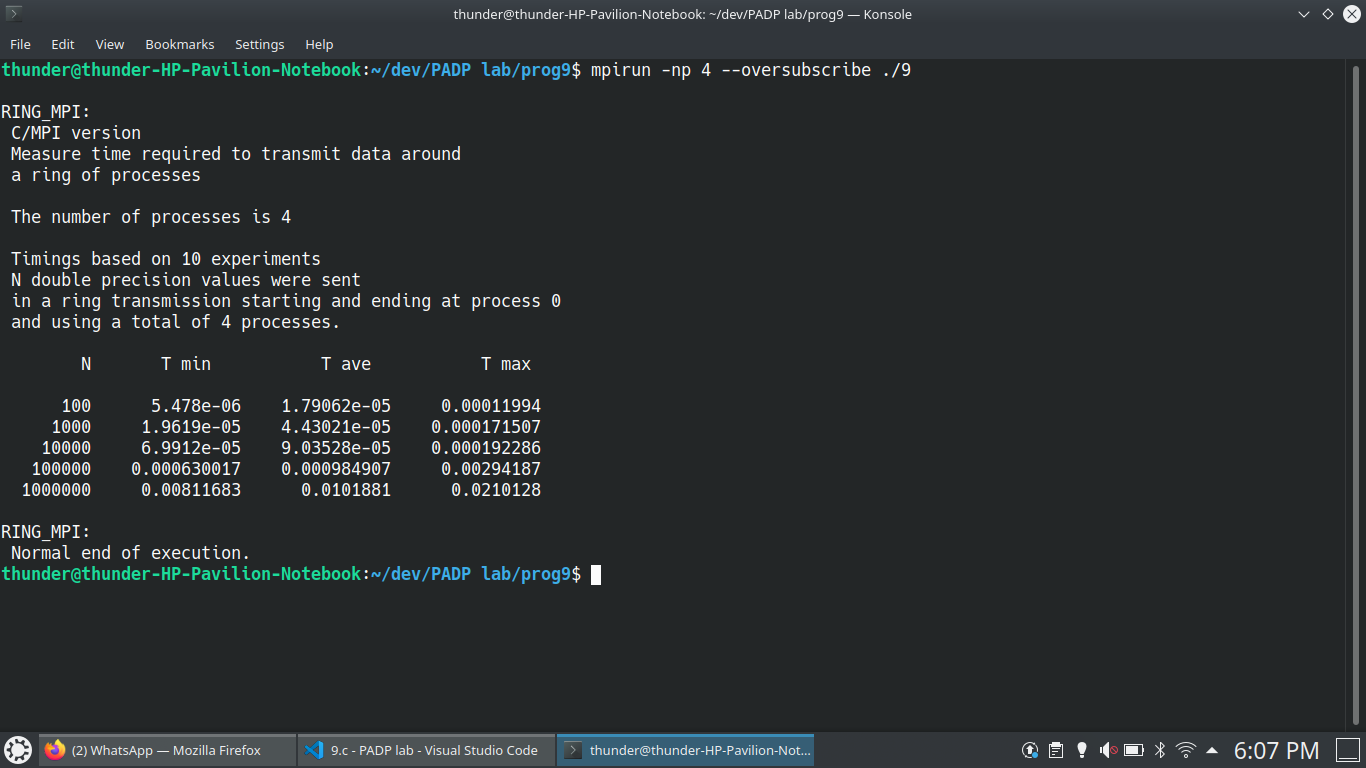 thunder@thunder-HP-Pavilion-Notebook: ~/dev/PADP lab/prog9 — Konsole
File Edit View Bookmarks Settings Help
thunder@thunder-HP-Pavilion-Notebook:~/dev/PADP lab/prog9$ mpirun -np 4 --oversubscribe ./9
RING_MPI:
C/MPI version
Measure time required to transmit data around
a ring of processes
The number of processes is 4
Timings based on 10 experiments
N double precision values were sent
in a ring transmission starting and ending at process 0
and using a total of 4 processes.
N T min T ave T max
100 5.478e-06 1.79062e-05 0.00011994
1000 1.9619e-05 4.43021e-05 0.000171507
10000 6.9912e-05 9.03528e-05 0.000192286
100000 0.000630017 0.000984907 0.00294187
1000000 0.00811683 0.0101881 0.0210128
RING_MPI:
Normal end of execution.
thunder@thunder-HP-Pavilion-Notebook:~/dev/PADP lab/prog9$
(2) WhatsApp — Mozilla Firefox 9.c - PADP lab - Visual Studio Code thunder@thunder-HP-Pavilion-Not... 6:07 PM